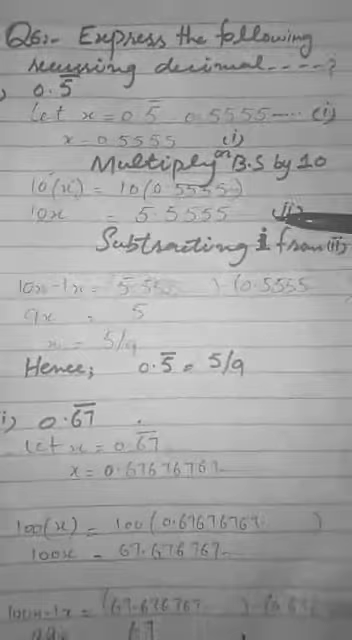 Q6:- Express the following
recurring decimal....?
0.5̅
Let x = 0.5̅ 0.5555.... (i)
x = 0.5555 (i)
Multiply on B.S by 10
10(x) = 10(0.5555)
10x = 5.5555 (ii)
Subtracting i from (ii)
10x-1x = 5.555 ) - (0.5555
9x = 5
x = 5/9
Hence; 0.5̅ = 5/9
i) 0.6̅7̅
Let x = 0.6̅7̅
x = 0.67676767
100(x) = 100(0.67676767 )
100x = 67.676767
100x-1x = (67.676767 ) - (0.67
67